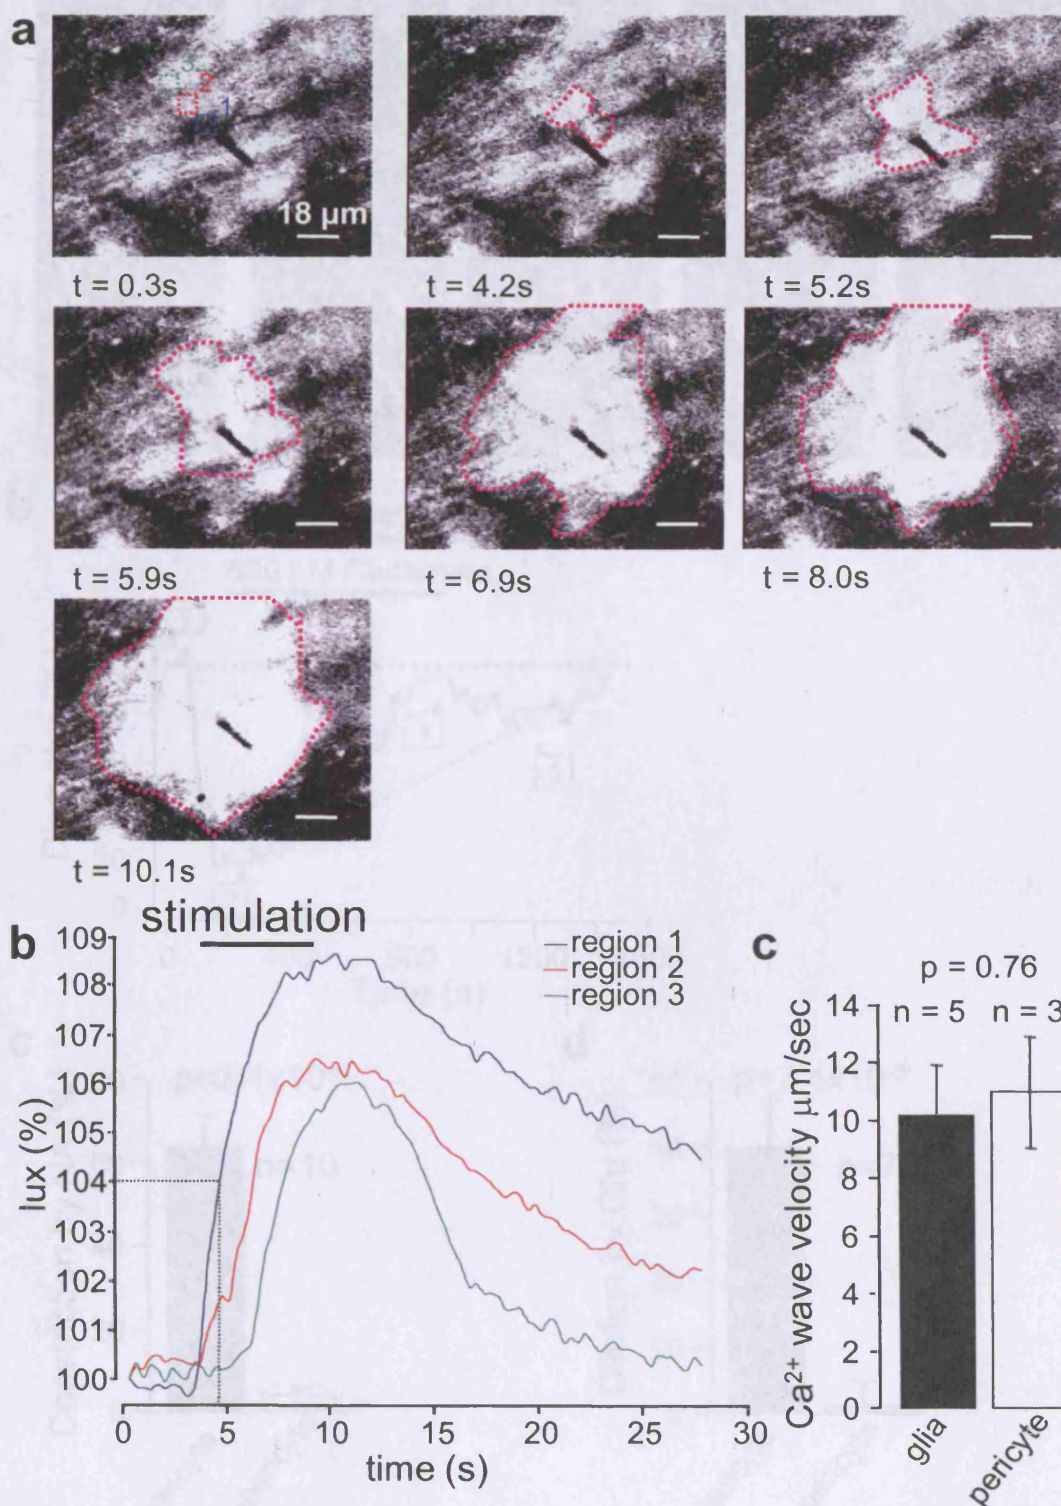 a
3
2
1
18 µm
t = 0.3s
t = 4.2s
t = 5.2s
t = 5.9s
t = 6.9s
t = 8.0s
t = 10.1s
b
stimulation
109
108
107
106
105
104
103
102
101
100
lux (%)
0 5 10 15 20 25 30
time (s)
region 1
region 2
region 3
c
p = 0.76
n = 5 n = 3
14
12
10
8
6
4
2
0
Ca²⁺ wave velocity µm/sec
glia
pericyte